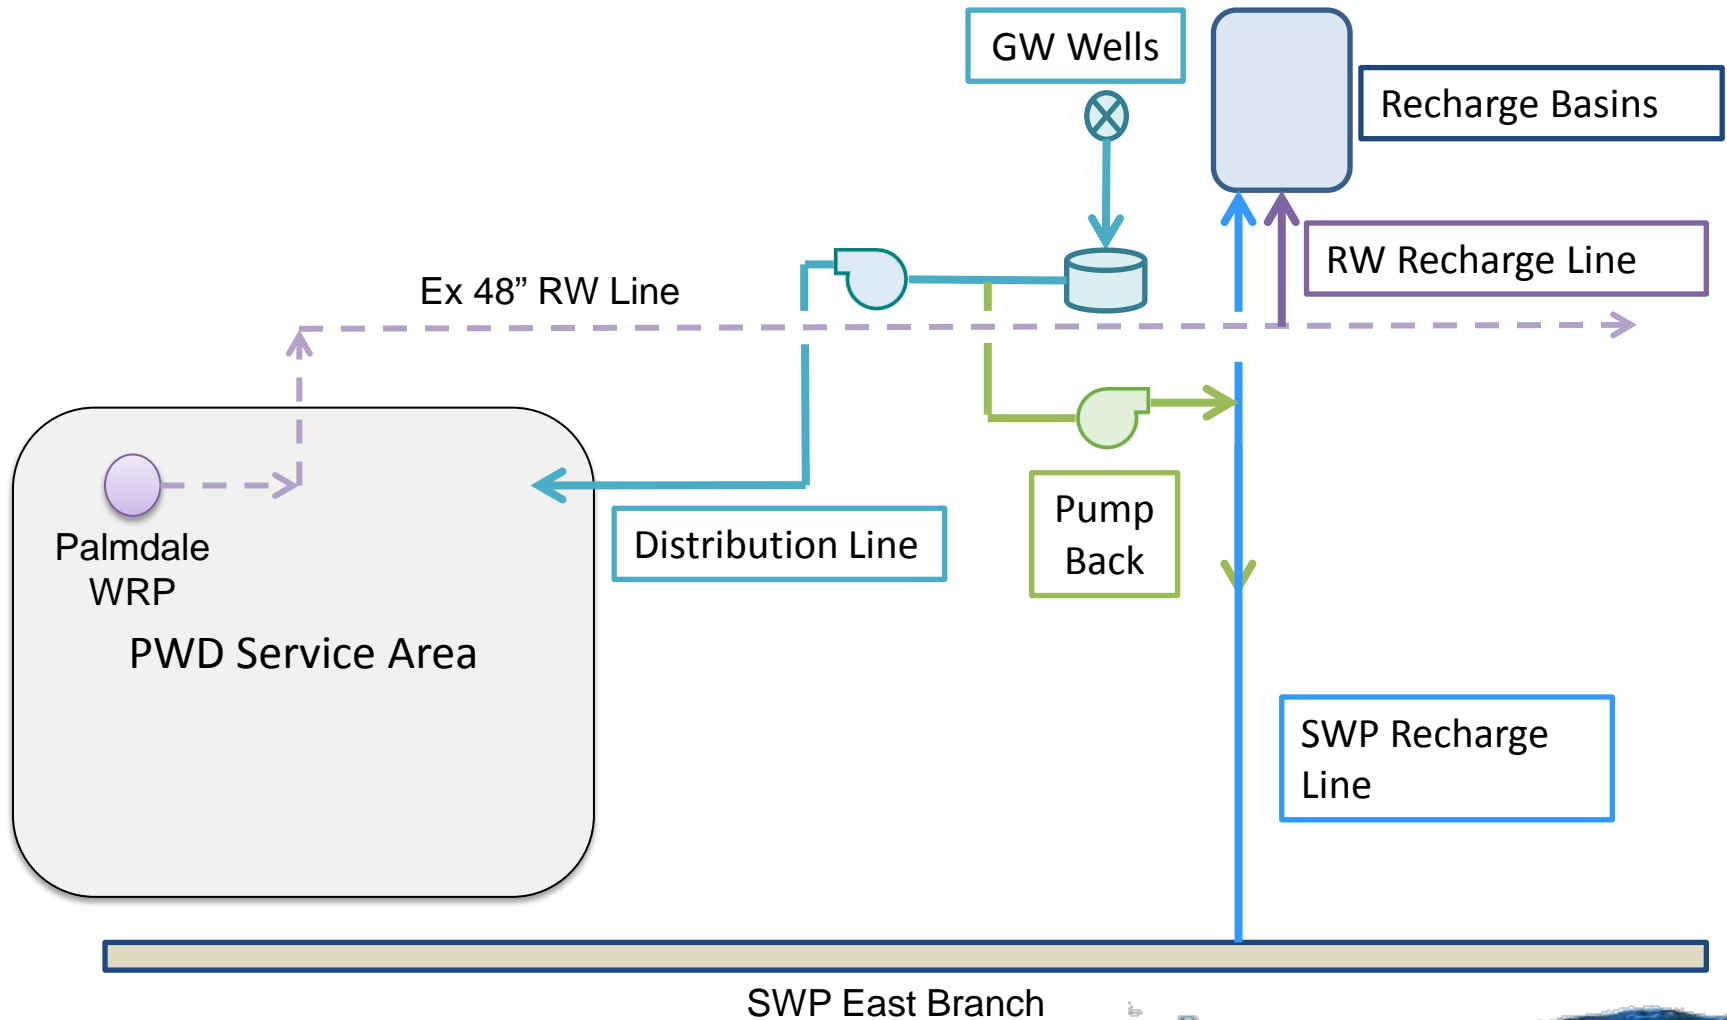 GW Wells
Recharge Basins
RW Recharge Line
Ex 48” RW Line
Palmdale
WRP
PWD Service Area
Distribution Line
Pump
Back
SWP Recharge
Line
SWP East Branch